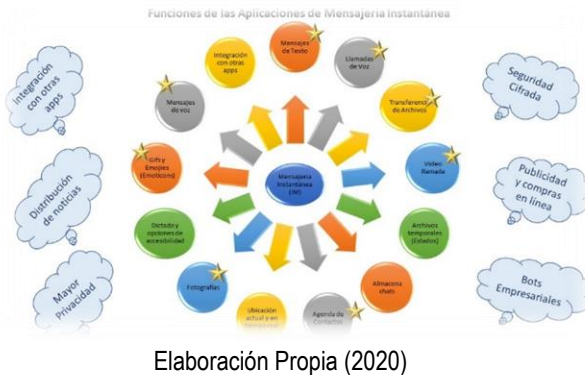 Funciones de las Aplicaciones de Mensajería Instantánea
Mensajes
de Texto
Llamadas
de Voz
Transferencia
de Archivos
Video
llamada
Archivos
temporales
(Estados)
Almacena
chats
Agenda de
Contactos
Ubicación
actual y en
Fotografías
Dictado y
opciones de
accesibilidad
Gifs y
Emojies
(Emoticons)
Mensajes
de voz
Integración
con otras
apps
Mensajería
Instantánea
(IM)
Integración
con otras
apps
Distribución
de noticias
Mayor
Privacidad
Seguridad
Cifrada
Publicidad
y compras
en línea
Bots
Empresariales
Elaboración Propia (2020)